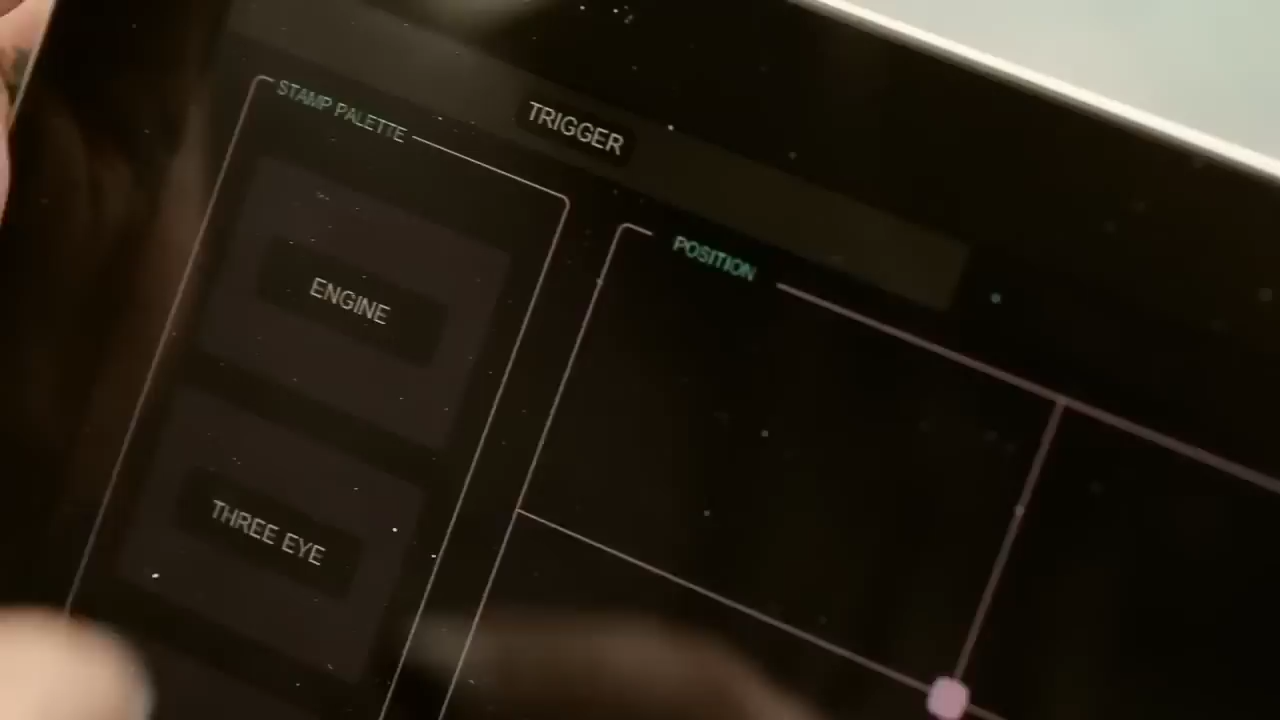 TRIGGER
STAMP PALETTE
POSITION
ENGINE
THREE EYE